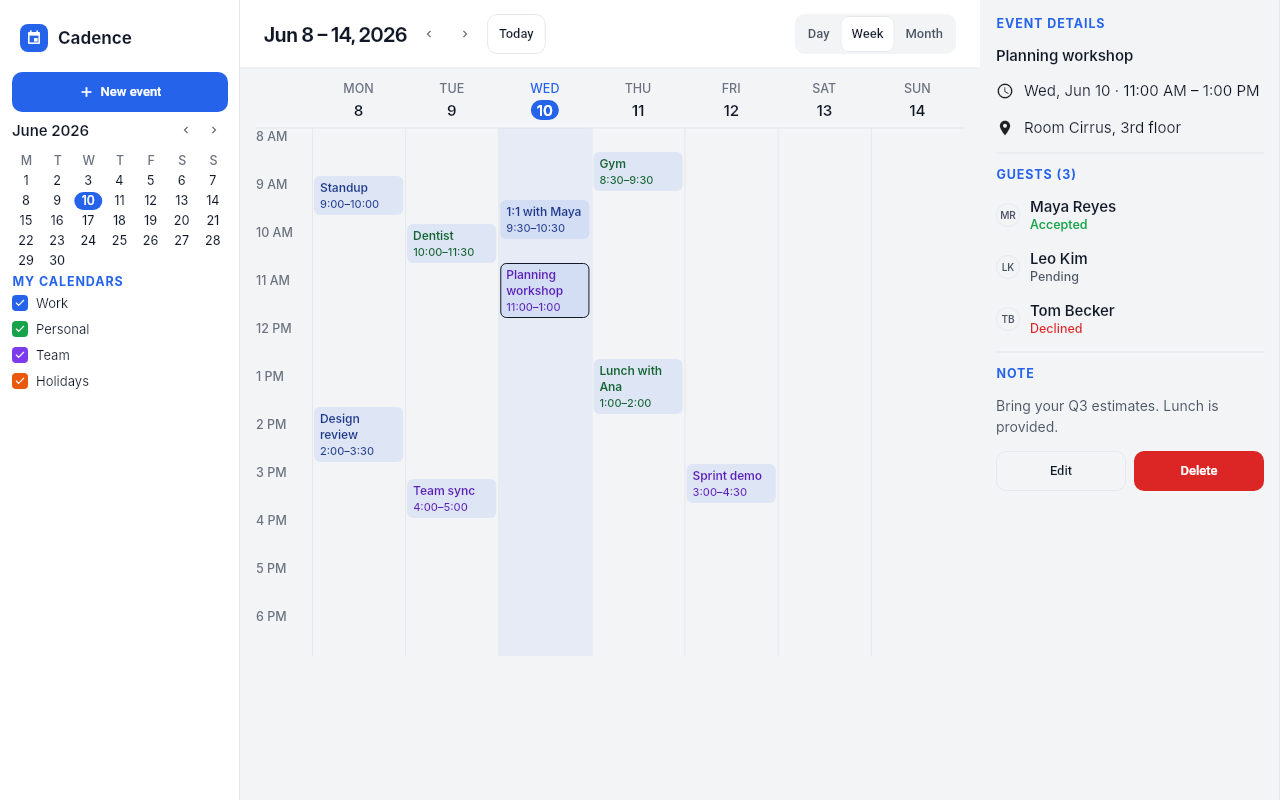 Cadence
New event
June 2026
M T W T F S S
1 2 3 4 5 6 7
8 9 10 11 12 13 14
15 16 17 18 19 20 21
22 23 24 25 26 27 28
29 30
MY CALENDARS
Work
Personal
Team
Holidays
Jun 8 – 14, 2026
Today
Day Week Month
MON TUE WED THU FRI SAT SUN
8 9 10 11 12 13 14
8 AM
9 AM
10 AM
11 AM
12 PM
1 PM
2 PM
3 PM
4 PM
5 PM
6 PM
Standup
9:00–10:00
Design
review
2:00–3:30
Dentist
10:00–11:30
Team sync
4:00–5:00
1:1 with Maya
9:30–10:30
Planning
workshop
11:00–1:00
Gym
8:30–9:30
Lunch with
Ana
1:00–2:00
Sprint demo
3:00–4:30
EVENT DETAILS
Planning workshop
Wed, Jun 10 · 11:00 AM – 1:00 PM
Room Cirrus, 3rd floor
GUESTS (3)
MR
Maya Reyes
Accepted
LK
Leo Kim
Pending
TB
Tom Becker
Declined
NOTE
Bring your Q3 estimates. Lunch is
provided.
Edit
Delete